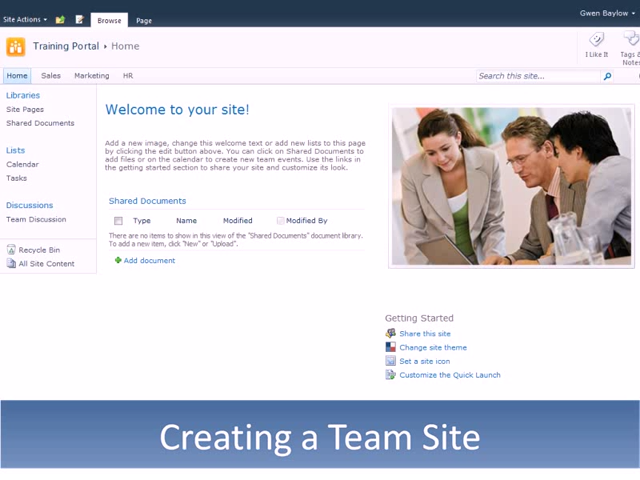 Site Actions
Browse
Page
Gwen Baylow
Training Portal ▸ Home
I Like It
Tags &
Notes
Home
Sales
Marketing
HR
Search this site...
Libraries
Site Pages
Shared Documents
Lists
Calendar
Tasks
Discussions
Team Discussion
Recycle Bin
All Site Content
Welcome to your site!
Add a new image, change this welcome text or add new lists to this page
by clicking the edit button above. You can click on Shared Documents to
add files or on the calendar to create new team events. Use the links in
the getting started section to share your site and customize its look.
Shared Documents
Type Name Modified Modified By
There are no items to show in this view of the "Shared Documents" document library.
To add a new item, click "New" or "Upload".
Add document
Getting Started
Share this site
Change site theme
Set a site icon
Customize the Quick Launch
Creating a Team Site